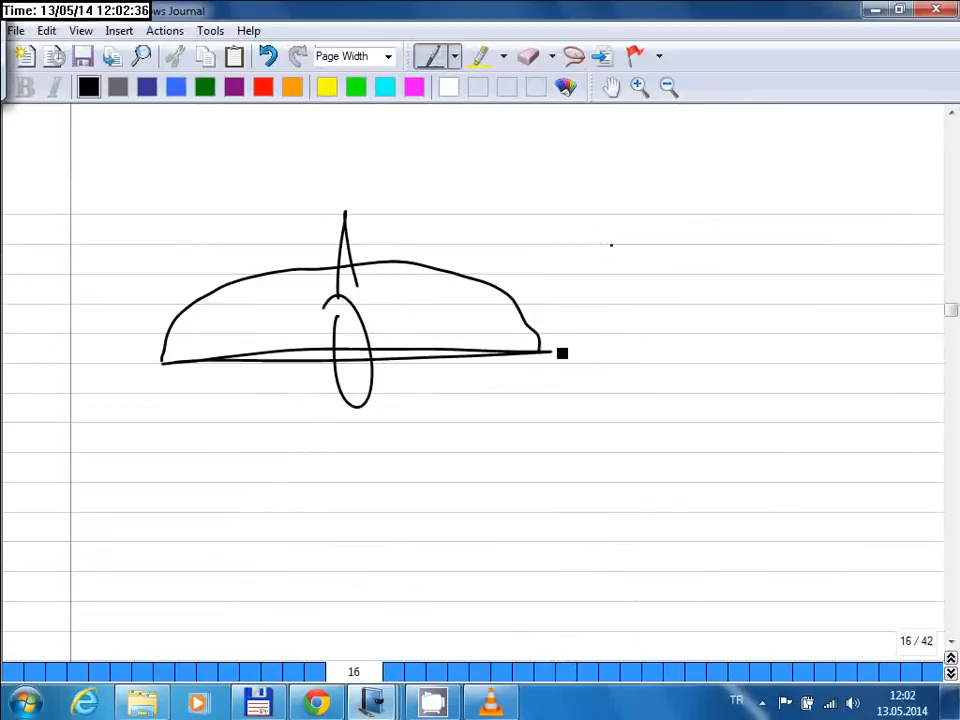 Time: 13/05/14 12:02:36
ows Journal
File Edit View Insert Actions Tools Help
Page Width
B I
16 / 42
16
TR
12:02
13.05.2014